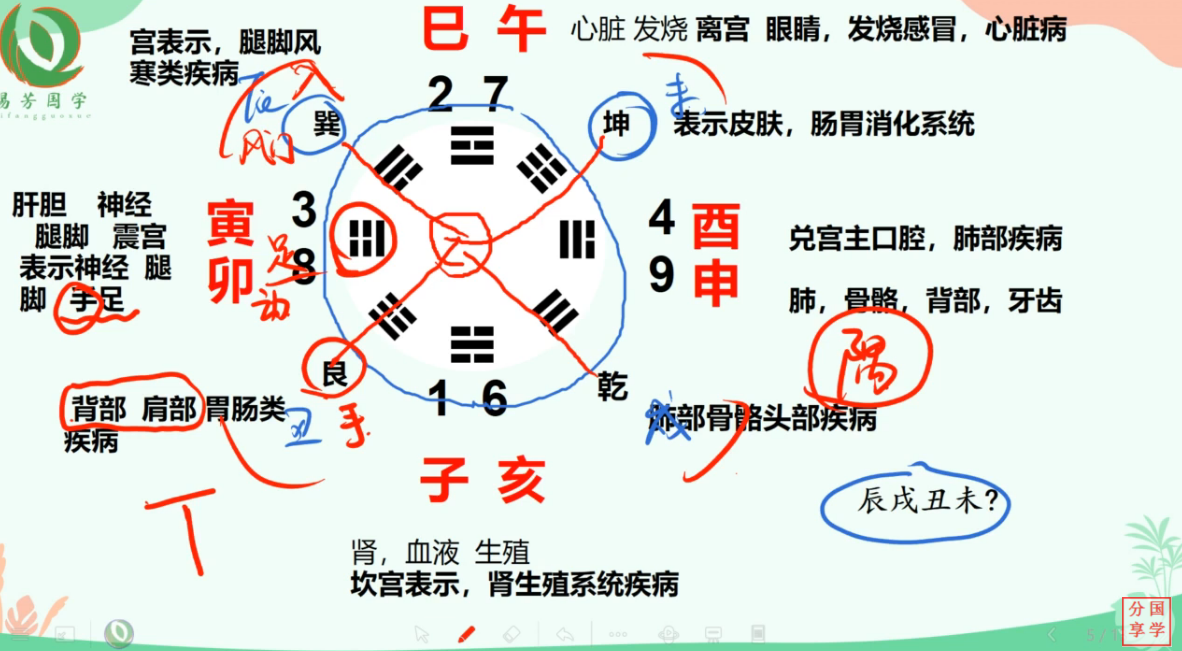 易芳国学
yifangguoxue
宫表示，腿脚风
寒类疾病
巳 午
心脏 发烧 离宫 眼睛，发烧感冒，心脏病
2 7
入
巽
风门
坤
表示皮肤，肠胃消化系统
肝胆 神经
腿脚 震宫
表示神经 腿
脚 手足
寅
卯
3
8
足
动
4
9
酉
申
兑宫主口腔，肺部疾病
肺，骨骼，背部，牙齿
隅
艮
乾
背部 肩部 胃肠类
疾病
丑
手
1 6
戌
肺部骨骼头部疾病
子 亥
辰戌丑未?
丁
肾，血液 生殖
坎宫表示，肾生殖系统疾病
分国
享学